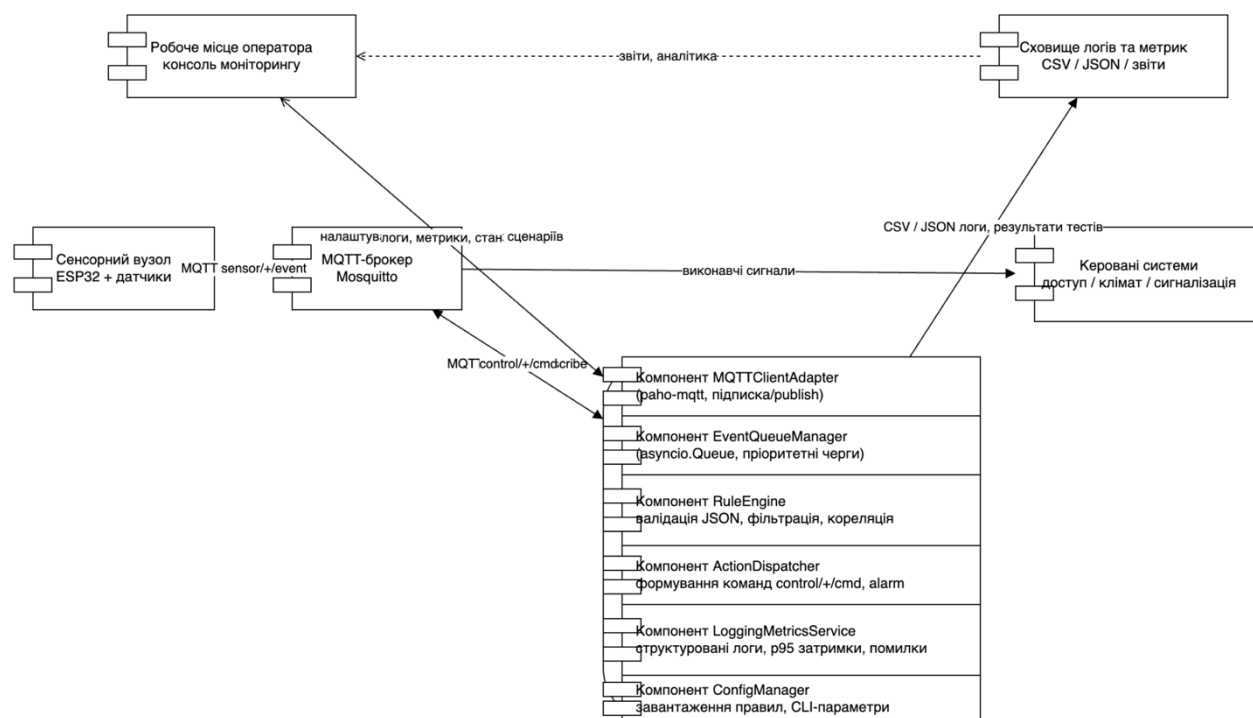 Робоче місце оператора
консоль моніторингу
звіти, аналітика
Сховище логів та метрик
CSV / JSON / звіти
Сенсорний вузол
ESP32 + датчики
MQTT sensor/+/event
налаштув
логи, метрики, стан
сценаріїв
MQTT-брокер
Mosquitto
виконавчі сигнали
CSV / JSON логи, результати тестів
Керовані системи
доступ / клімат / сигналізація
control/+/cmd
Компонент MQTTClientAdapter
(paho-mqtt, підписка/publish)
Компонент EventQueueManager
(asyncio.Queue, пріоритетні черги)
Компонент RuleEngine
валідація JSON, фільтрація, кореляція
Компонент ActionDispatcher
формування команд control/+/cmd, alarm
Компонент LoggingMetricsService
структуровані логи, p95 затримки, помилки
Компонент ConfigManager
завантаження правил, CLI-параметри